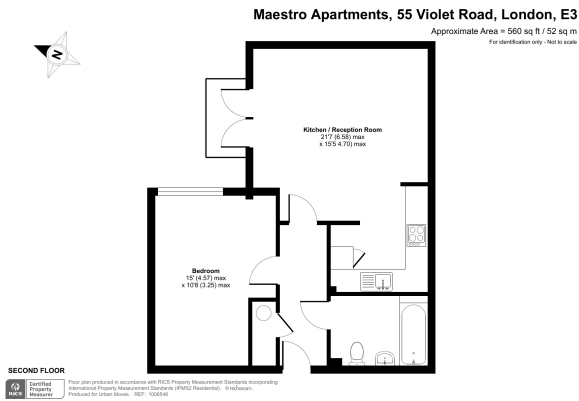 Maestro Apartments, 55 Violet Road, London, E3
Approximate Area = 560 sq ft / 52 sq m
For identification only - Not to scale
N
Kitchen / Reception Room
21'7 (6.58) max
x 15'5 4.70) max
Bedroom
15' (4.57) max
x 10'8 (3.25) max
SECOND FLOOR
RICS
Certified
Property
Measurer
Floor plan produced in accordance with RICS Property Measurement Standards incorporating
International Property Measurement Standards (IPMS2 Residential). © nichecom
Produced for Urban Moves. REF: 1006548